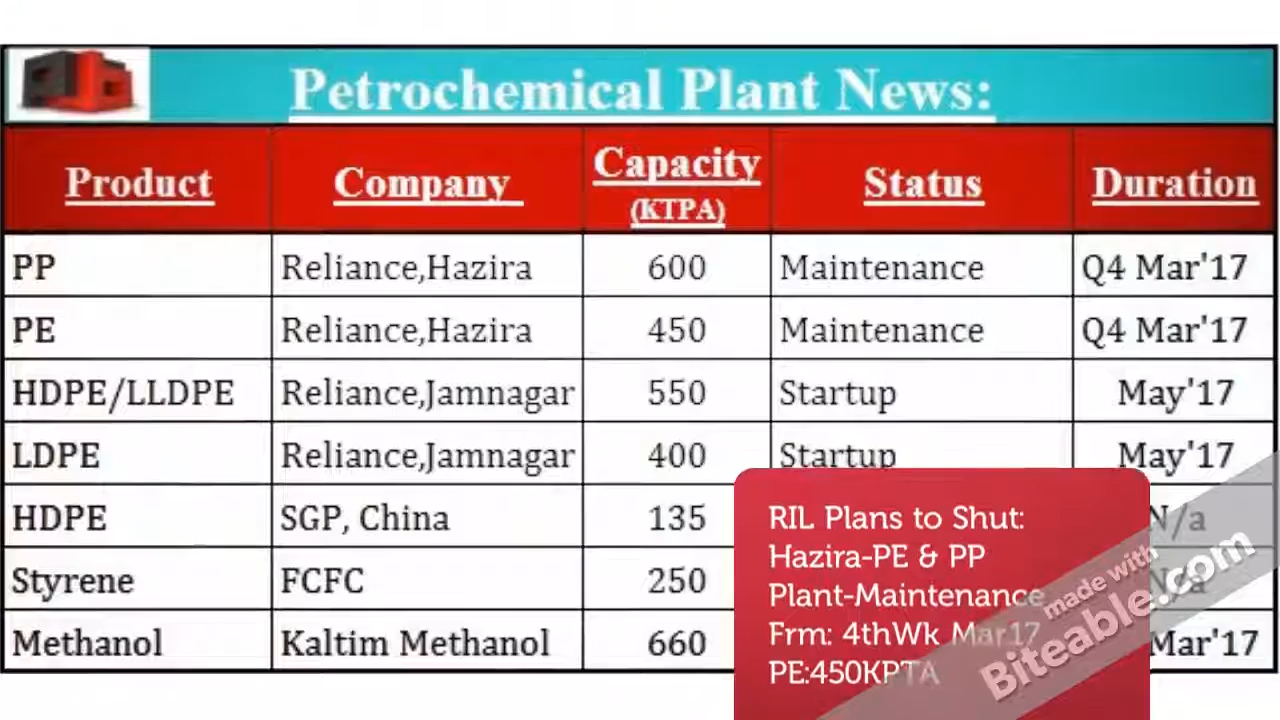 Petrochemical Plant News:
Product Company Capacity (KTPA) Status Duration
PP Reliance,Hazira 600 Maintenance Q4 Mar'17
PE Reliance,Hazira 450 Maintenance Q4 Mar'17
HDPE/LLDPE Reliance,Jamnagar 550 Startup May'17
LDPE Reliance,Jamnagar 400 Startup May'17
HDPE SGP, China 135 N/a
Styrene FCFC 250 N/a
Methanol Kaltim Methanol 660 Mar'17
RIL Plans to Shut:
Hazira-PE & PP
Plant-Maintenance
Frm: 4thWk Mar17
PE:450KPTA
made with
Biteable.com